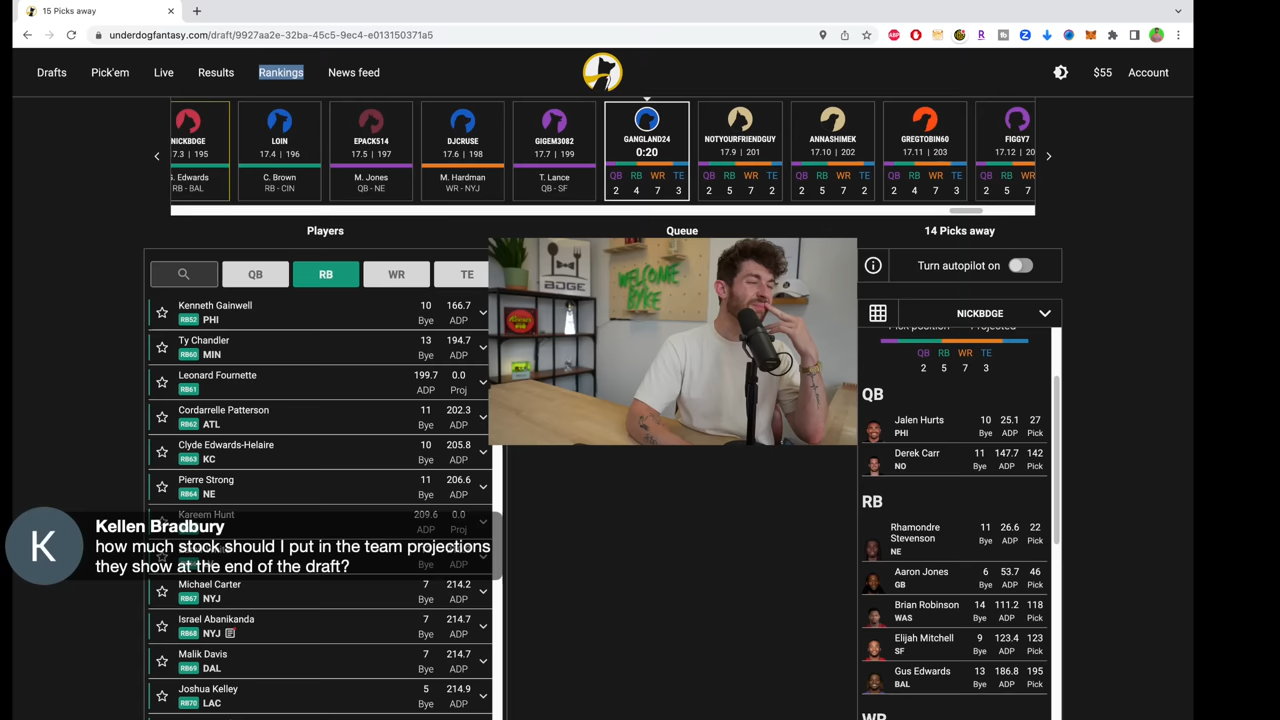 15 Picks away
underdogfantasy.com/draft/9927aa2e-32ba-45c5-9ec4-e013150371a5
Drafts Pick'em Live Results Rankings News feed $55 Account
NICKBDGE
17.3 | 195
S. Edwards
RB - BAL
LOIN
17.4 | 196
C. Brown
RB - CIN
EPACK514
17.5 | 197
M. Jones
QB - NE
DJCRUSE
17.6 | 198
M. Hardman
WR - NYJ
GIGEM3082
17.7 | 199
T. Lance
QB - SF
GANGLAND24
0:20
QB RB WR TE
2 4 7 3
NOTYOURFRIENDGUY
17.9 | 201
QB RB WR TE
2 5 7 2
ANNASHIMEK
17.10 | 202
QB RB WR TE
2 5 7 2
GREGTOBIN60
17.11 | 203
QB RB WR TE
2 4 7 3
FIGGY7
17.12 | 20
QB RB WR
2 5 7
Players Queue 14 Picks away
QB RB WR TE
Kenneth Gainwell 10 166.7
RB52 PHI Bye ADP
Ty Chandler 13 194.7
RB60 MIN Bye ADP
Leonard Fournette 199.7 0.0
RB61 ADP Proj
Cordarrelle Patterson 11 202.3
RB62 ATL Bye ADP
Clyde Edwards-Helaire 10 205.8
RB63 KC Bye ADP
Pierre Strong 11 206.6
RB64 NE Bye ADP
Kareem Hunt 209.6 0.0
ADP Proj
Kellen Bradbury
how much stock should I put in the team projections
they show at the end of the draft?
K
Michael Carter 7 214.2
RB67 NYJ Bye ADP
Israel Abanikanda 7 214.7
RB68 NYJ Bye ADP
Malik Davis 7 214.7
RB69 DAL Bye ADP
Joshua Kelley 5 214.9
RB70 LAC Bye ADP
BDGE
WELCOME
BYKE
Turn autopilot on
NICKBDGE
Pick position Projected
QB RB WR TE
2 5 7 3
QB
Jalen Hurts 10 25.1 27
PHI Bye ADP Pick
Derek Carr 11 147.7 142
NO Bye ADP Pick
RB
Rhamondre
Stevenson 11 26.6 22
NE Bye ADP Pick
Aaron Jones 6 53.7 46
GB Bye ADP Pick
Brian Robinson 14 111.2 118
WAS Bye ADP Pick
Elijah Mitchell 9 123.4 123
SF Bye ADP Pick
Gus Edwards 13 186.8 195
BAL Bye ADP Pick
WR